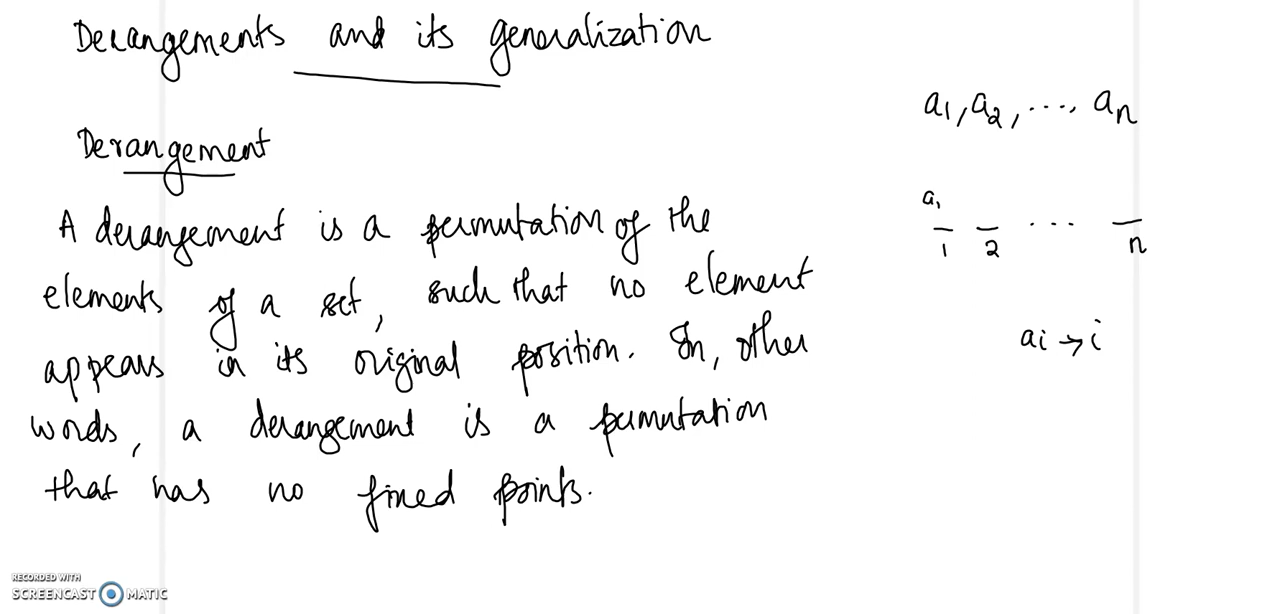 Derangements and its generalization
Derangement
A derangement is a permutation of the
elements of a set, such that no element
appears in its original position. In, other
words, a derangement is a permutation
that has no fixed points.
a1, a2, ..., an
a1
1 2 ... n
ai → i
RECORDED WITH
SCREENCAST MATIC